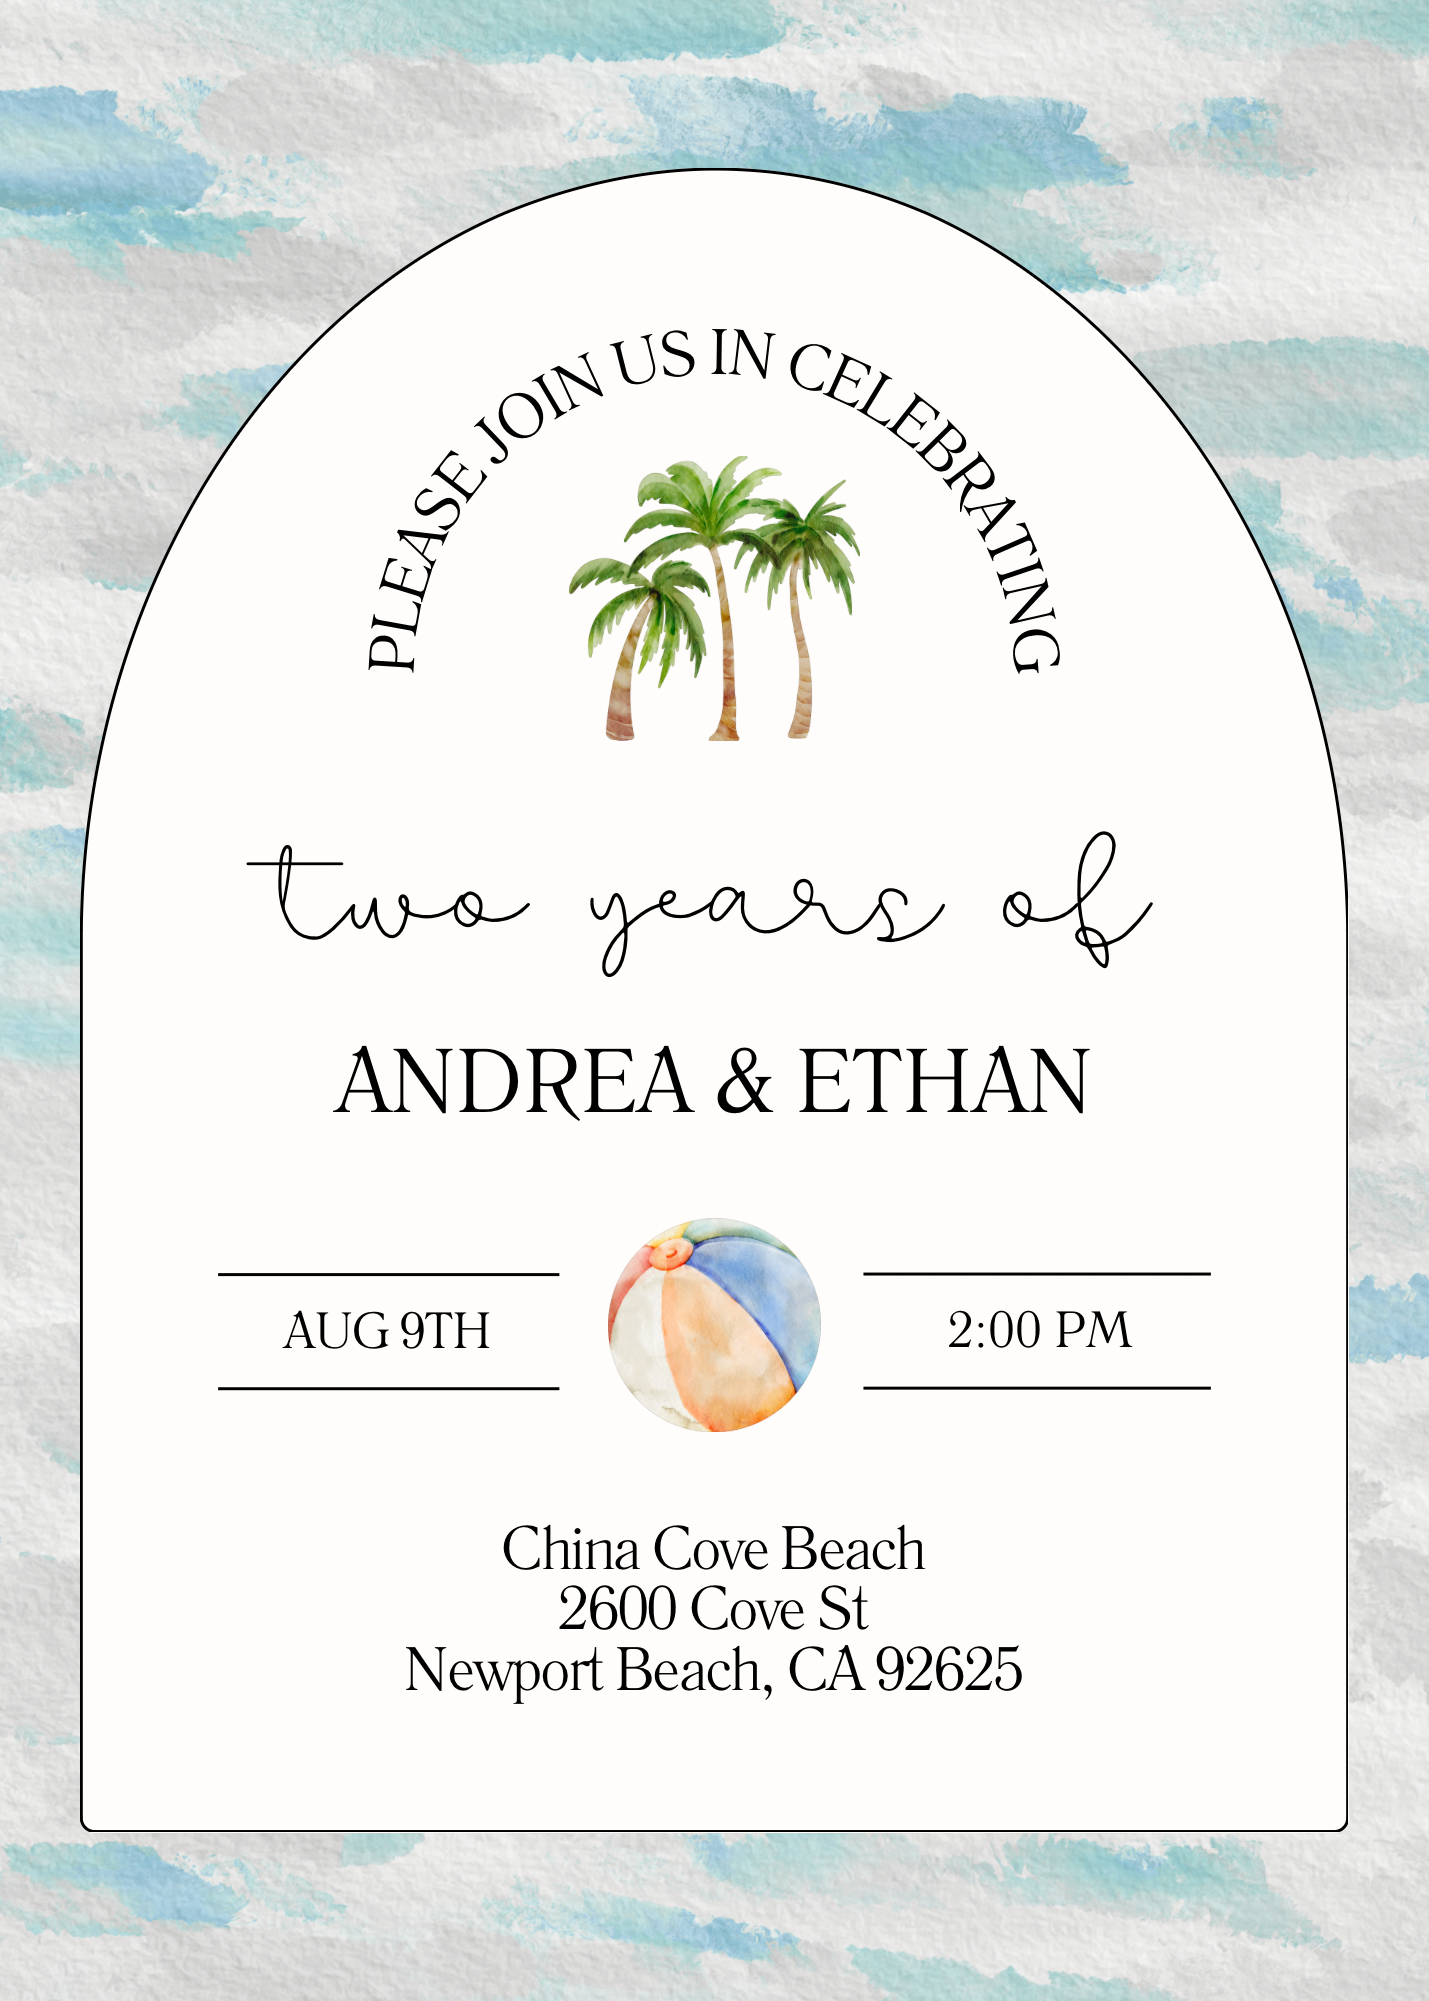 PLEASE JOIN US IN CELEBRATING
two years of
ANDREA & ETHAN
AUG 9TH
2:00 PM
China Cove Beach
2600 Cove St
Newport Beach, CA 92625